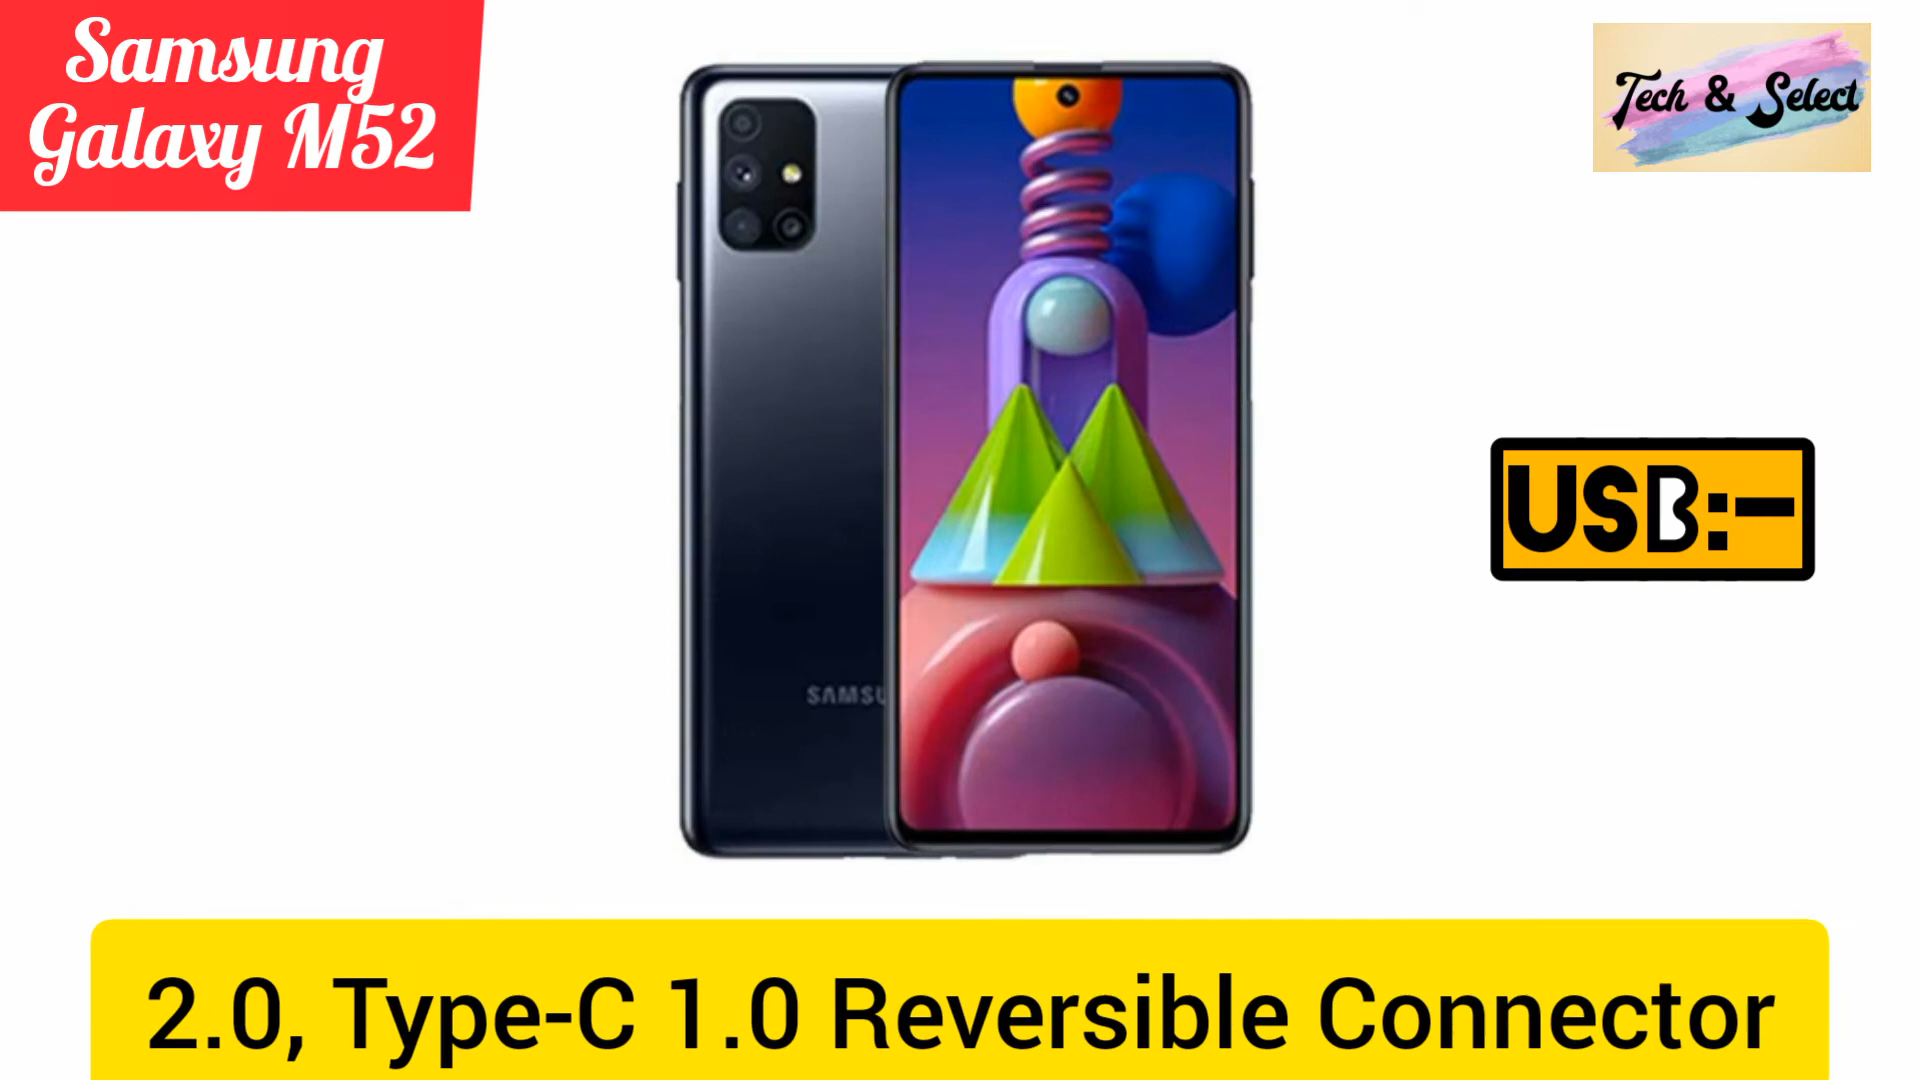 Samsung
Galaxy M52
Tech & Select
USB:-
SAMSU
2.0, Type-C 1.0 Reversible Connector